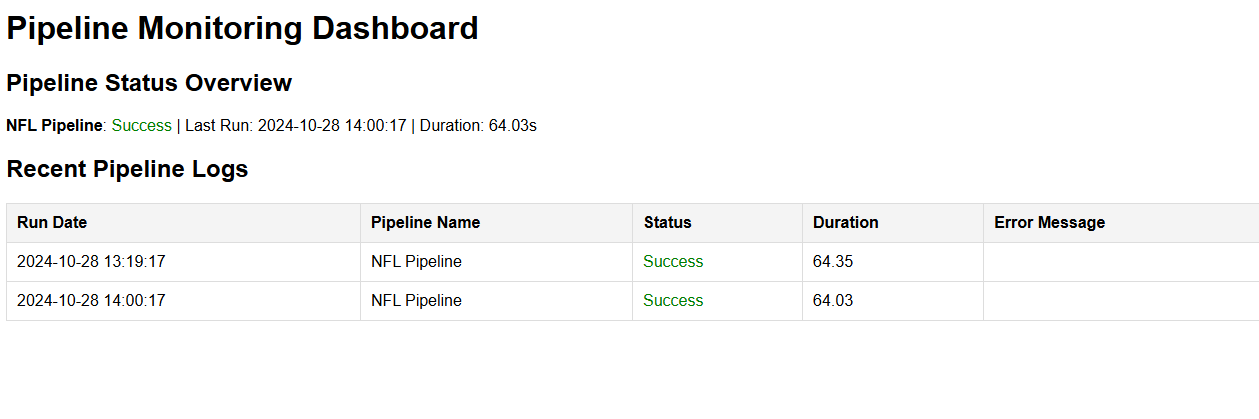 Pipeline Monitoring Dashboard
Pipeline Status Overview
NFL Pipeline: Success | Last Run: 2024-10-28 14:00:17 | Duration: 64.03s
Recent Pipeline Logs
Run Date Pipeline Name Status Duration Error Message
2024-10-28 13:19:17 NFL Pipeline Success 64.35
2024-10-28 14:00:17 NFL Pipeline Success 64.03